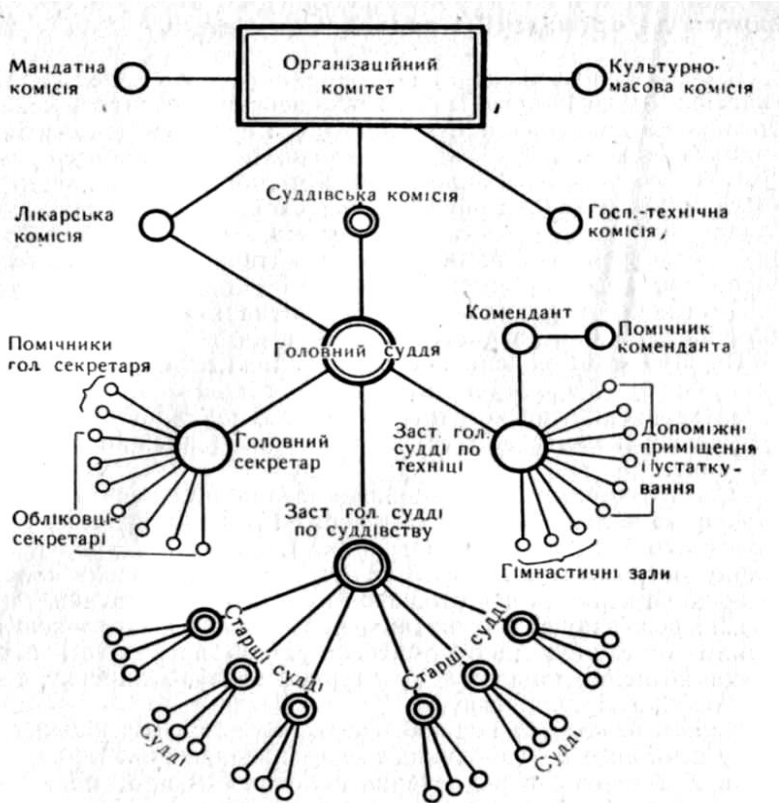 Організаційний
комітет
Мандатна
комісія
Культурно-
масова комісія
Лікарська
комісія
Суддівська комісія
Госп.-технічна
комісія
Комендант
Помічник
коменданта
Помічники
гол. секретаря
Головний суддя
Головний
секретар
Заст. гол.
судді по
техніці
Допоміжні
приміщення
і устатку-
вання
Обліковці-
секретарі
Заст. гол. судді
по суддівству
Гімнастичні зали
Старші судді
Старші судді
Судді
Судді